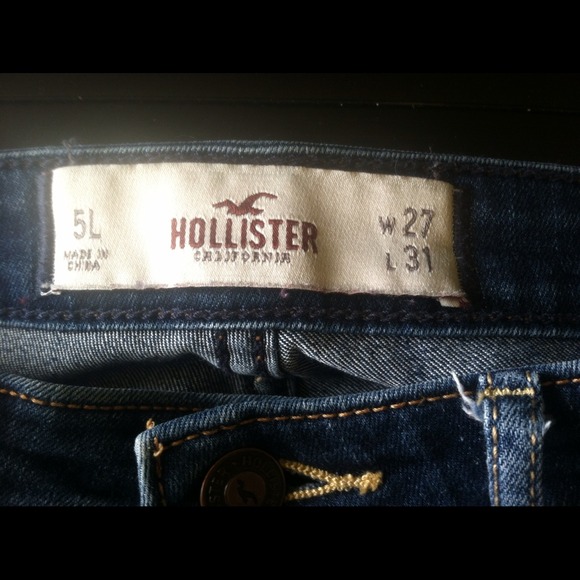 5L
MADE IN
CHINA
HOLLISTER
CALIFORNIA
W 27
L 31